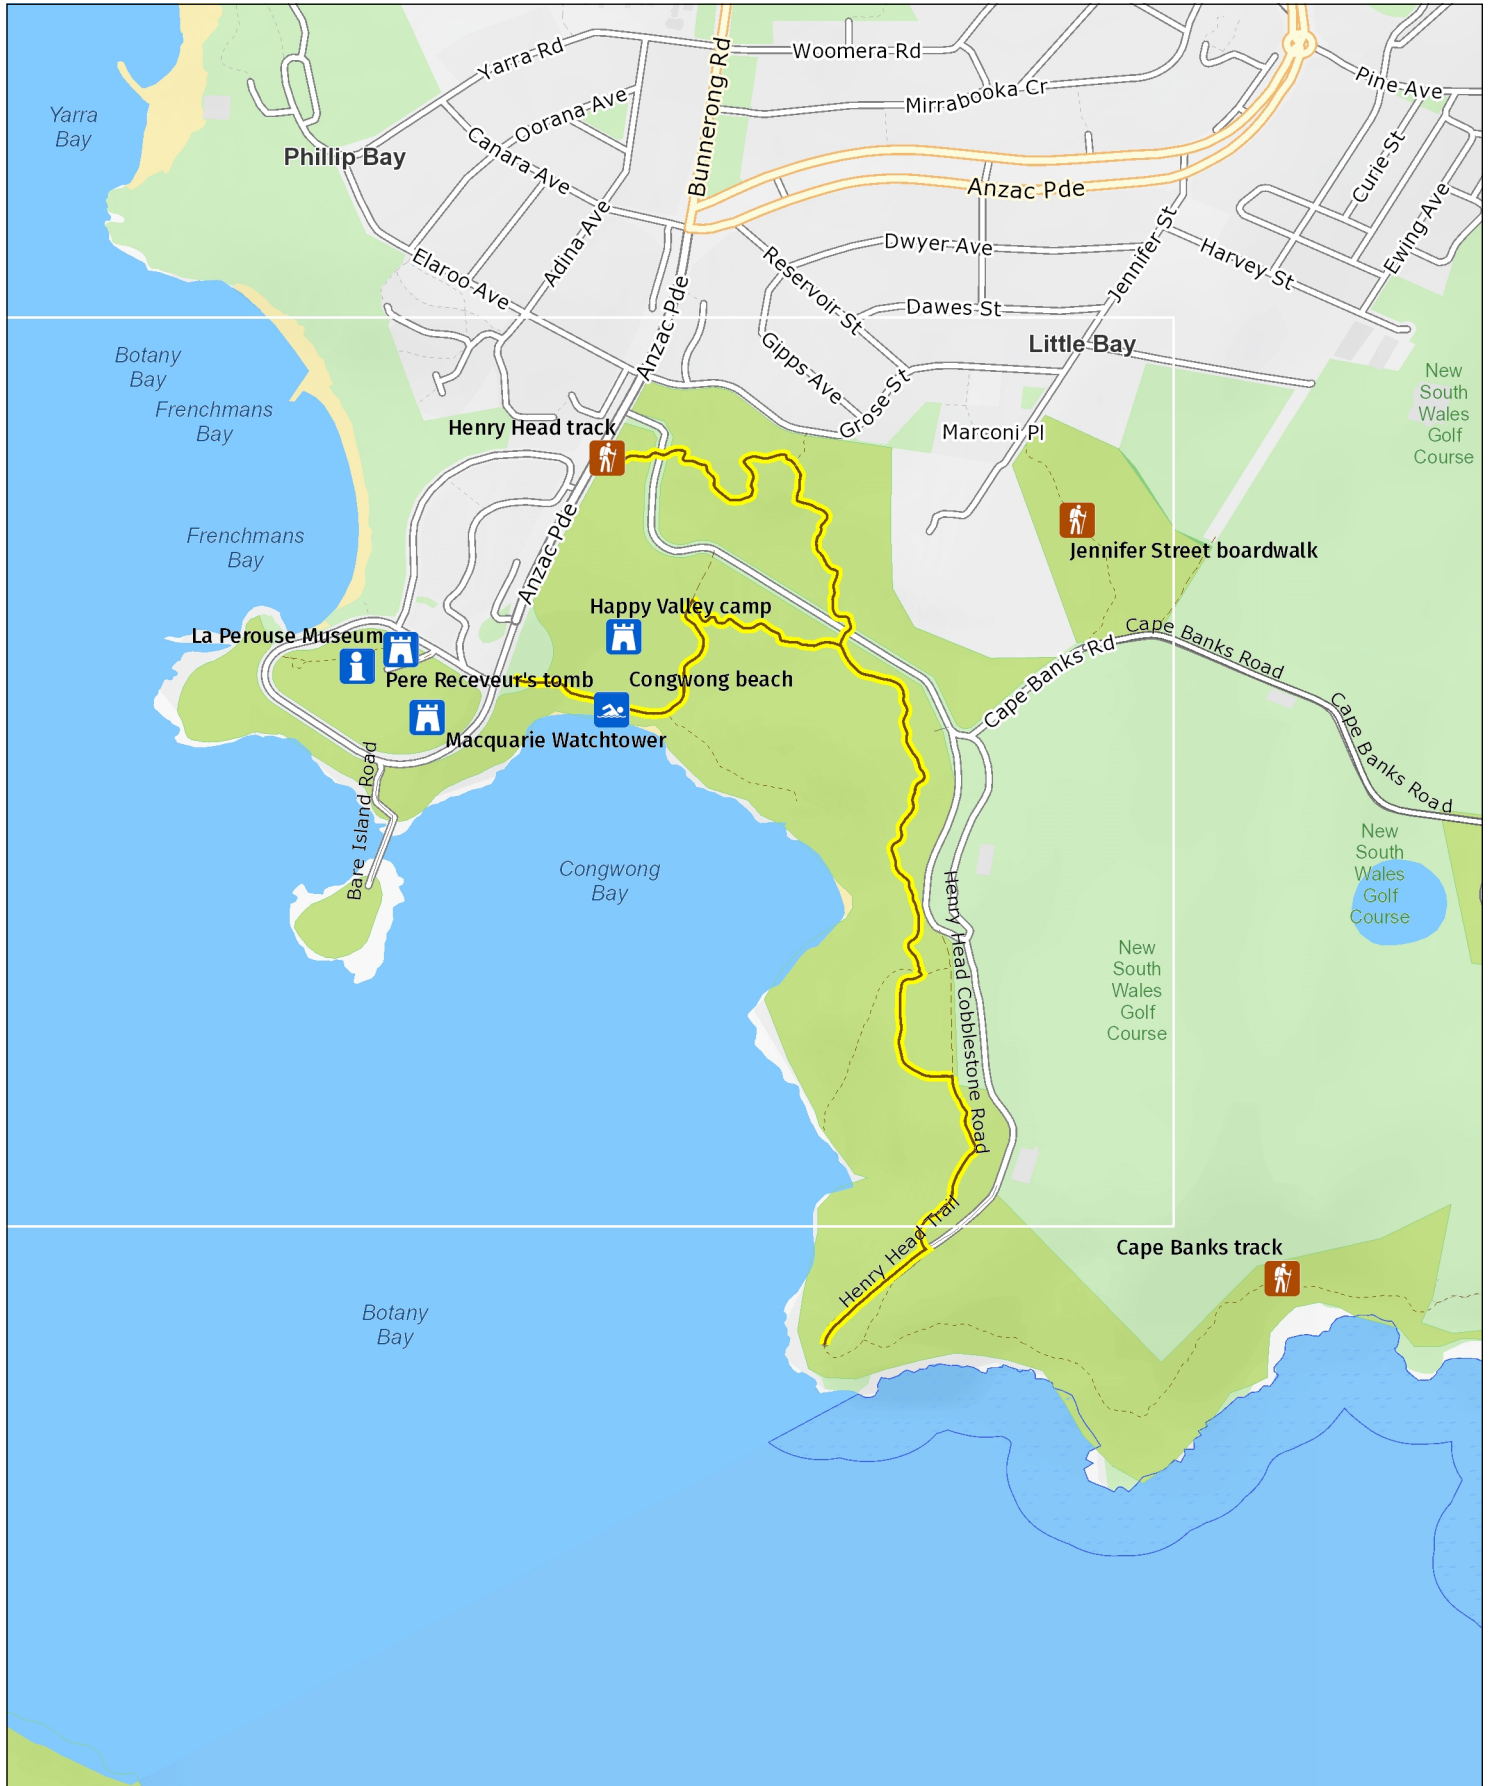 Yarra Rd
Bunnerong Rd
Woomera Rd
Pine Ave
Mirrabooka Cr
Oorana Ave
Yarra
Bay
Canara Ave
Phillip Bay
Curie St
Anzac Pde
Ewing Ave
Adina Ave
Elaroo Ave
Reservoir St
Dwyer Ave
Jennifer St
Harvey St
Dawes St
Anzac Pde
Little Bay
Botany
Bay
Gipps Ave
Frenchmans
Bay
Grose St
New
South
Wales
Golf
Course
Henry Head track
Marconi Pl
Frenchmans
Bay
Anzac Pde
Jennifer Street boardwalk
Happy Valley camp
La Perouse Museum
Cape Banks Rd
Cape Banks Road
Pere Receveur's tomb
Congwong beach
Macquarie Watchtower
Cape Banks Road
Bare Island Road
Congwong
Bay
New
South
Wales
Golf
Course
Henry Head Cobblestone Road
New
South
Wales
Golf
Course
Henry Head Trail
Cape Banks track
Botany
Bay